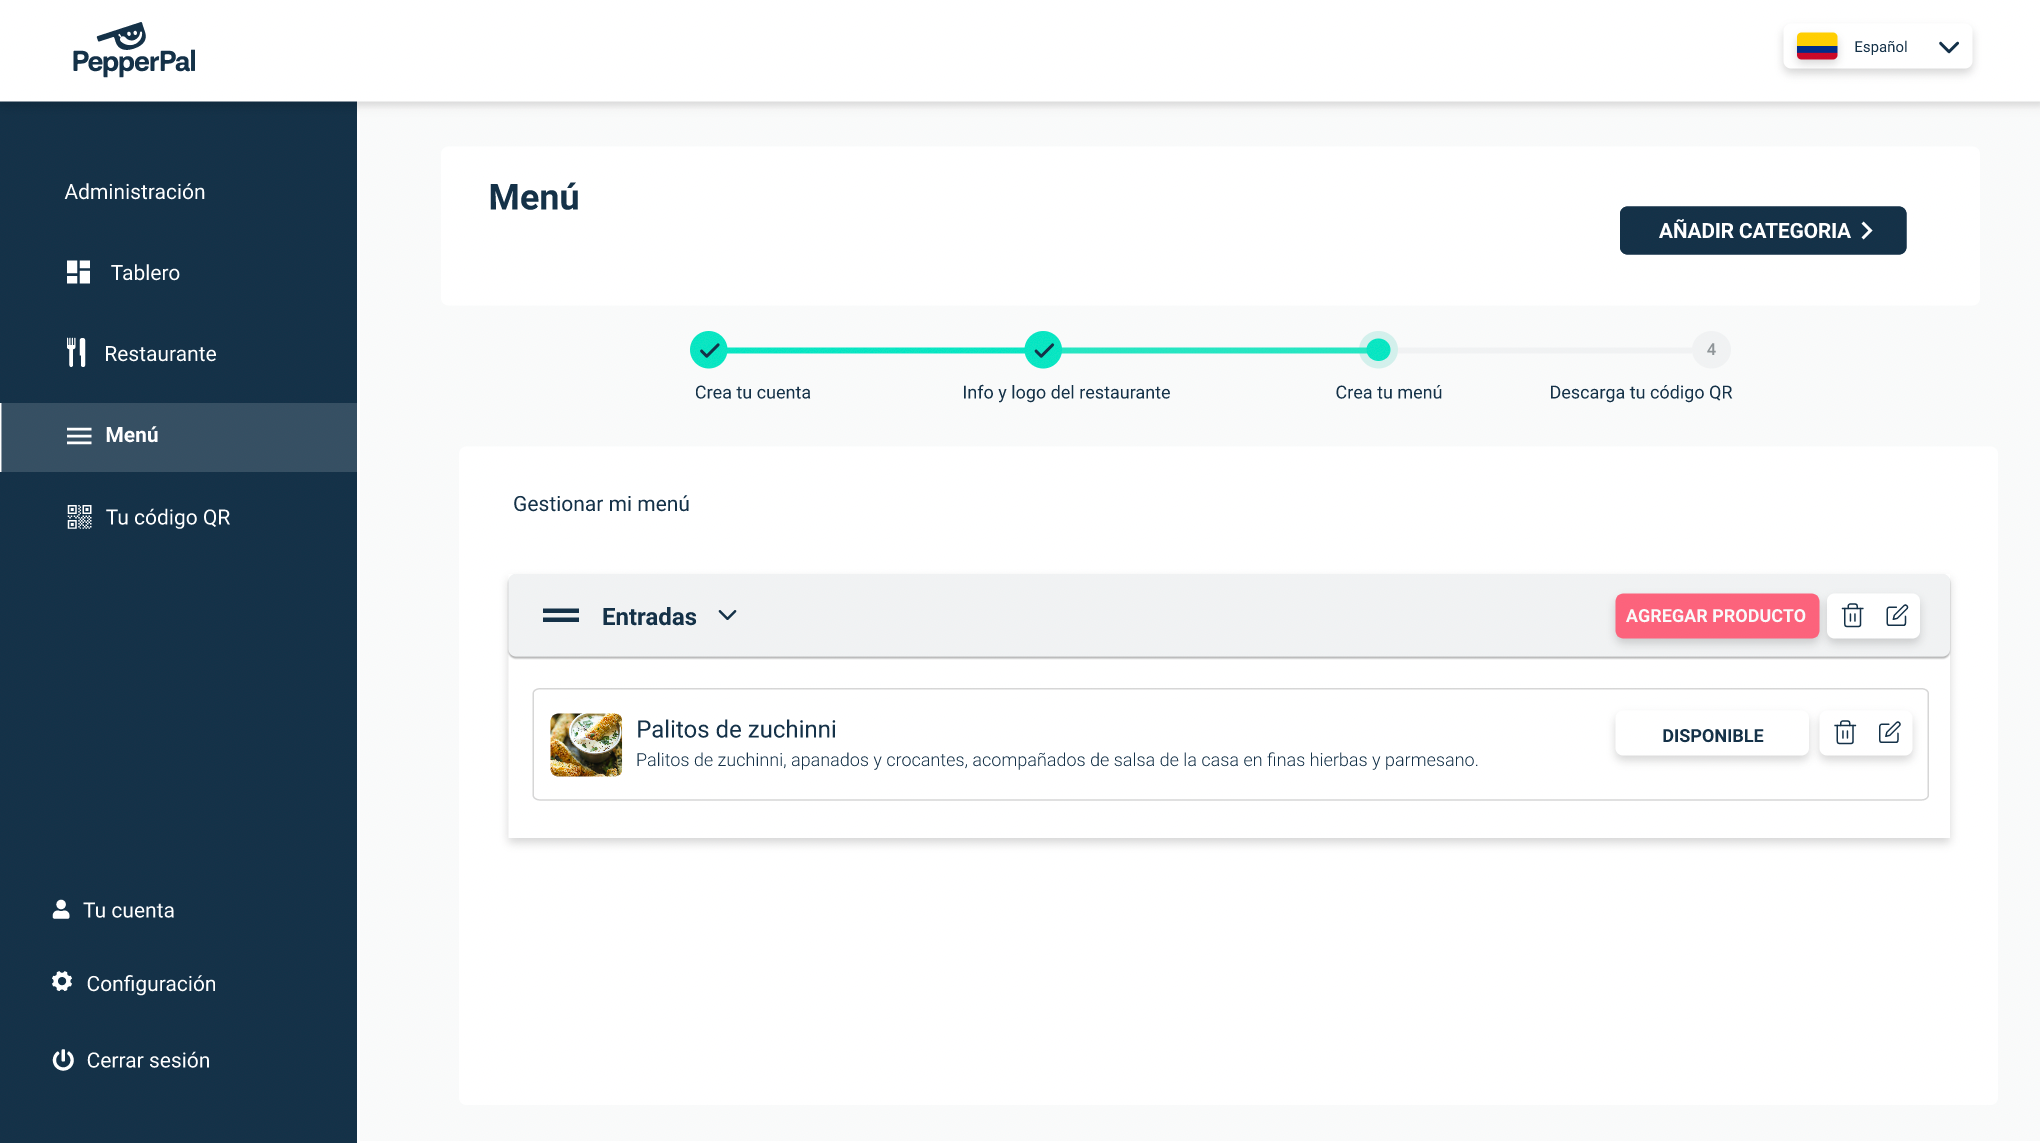 PepperPal
Español
Administración
Tablero
Restaurante
Menú
Tu código QR
Tu cuenta
Configuración
Cerrar sesión
Menú
AÑADIR CATEGORIA
4
Crea tu cuenta
Info y logo del restaurante
Crea tu menú
Descarga tu código QR
Gestionar mi menú
Entradas
AGREGAR PRODUCTO
Palitos de zuchinni
Palitos de zuchinni, apanados y crocantes, acompañados de salsa de la casa en finas hierbas y parmesano.
DISPONIBLE